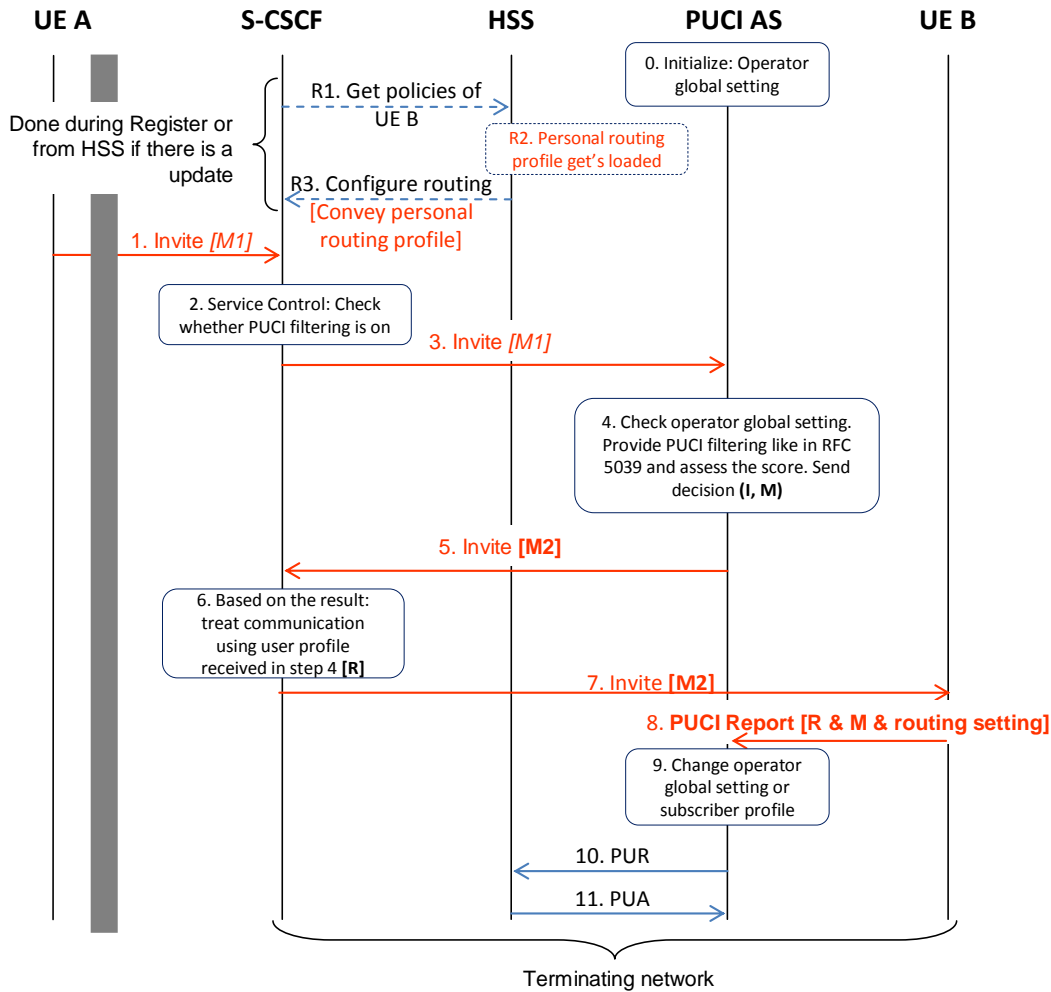 UE A S-CSCF HSS PUCI AS UE B
0. Initialize: Operator
global setting
R1. Get policies of
UE B
Done during Register or
from HSS if there is a
update
R2. Personal routing
profile get's loaded
R3. Configure routing
[Convey personal
routing profile]
1. Invite [M1]
2. Service Control: Check
whether PUCI filtering is on
3. Invite [M1]
4. Check operator global setting.
Provide PUCI filtering like in RFC
5039 and assess the score. Send
decision (I, M)
5. Invite [M2]
6. Based on the result:
treat communication
using user profile
received in step 4 [R]
7. Invite [M2]
8. PUCI Report [R & M & routing setting]
9. Change operator
global setting or
subscriber profile
10. PUR
11. PUA
Terminating network